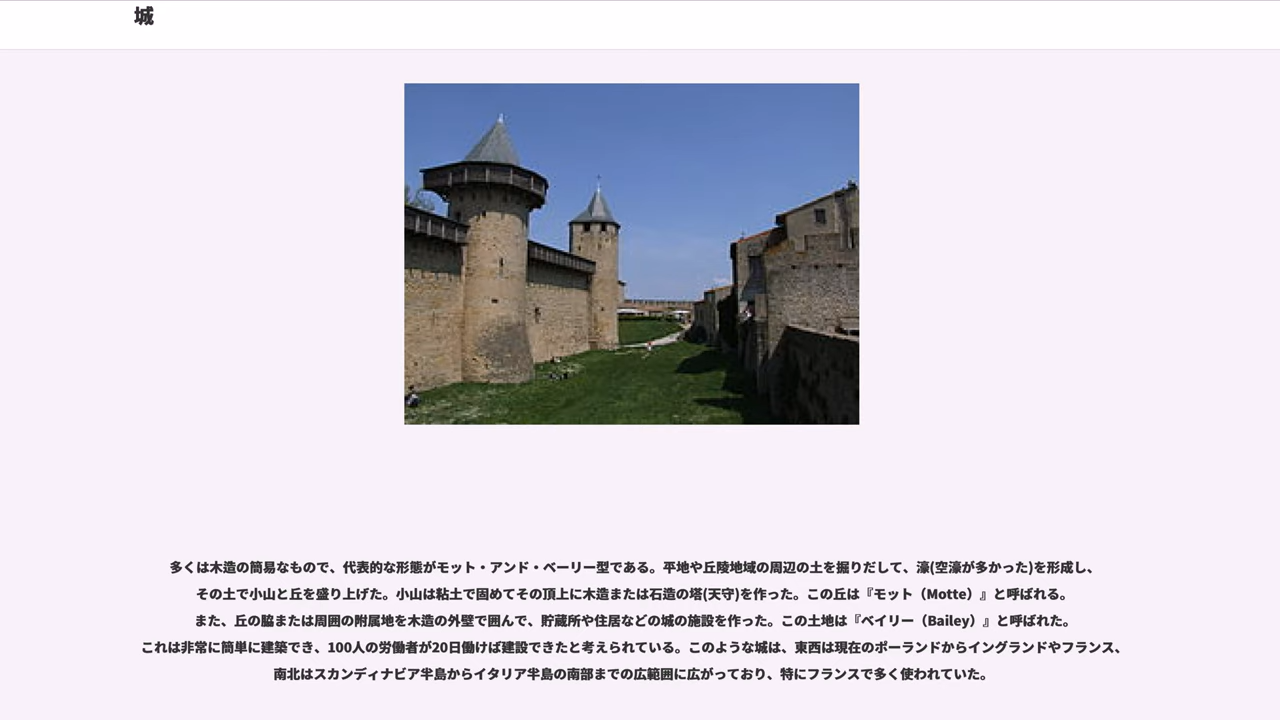 城
多くは木造の簡易なもので、代表的な形態がモット・アンド・ベーリー型である。平地や丘陵地域の周辺の土を掘りだして、濠(空濠が多かった)を形成し、
その土で小山と丘を盛り上げた。小山は粘土で固めてその頂上に木造または石造の塔(天守)を作った。この丘は『モット（Motte）』と呼ばれる。
また、丘の脇または周囲の附属地を木造の外壁で囲んで、貯蔵所や住居などの城の施設を作った。この土地は『ベイリー（Bailey）』と呼ばれた。
これは非常に簡単に建築でき、100人の労働者が20日働けば建設できたと考えられている。このような城は、東西は現在のポーランドからイングランドやフランス、
南北はスカンディナビア半島からイタリア半島の南部までの広範囲に広がっており、特にフランスで多く使われていた。